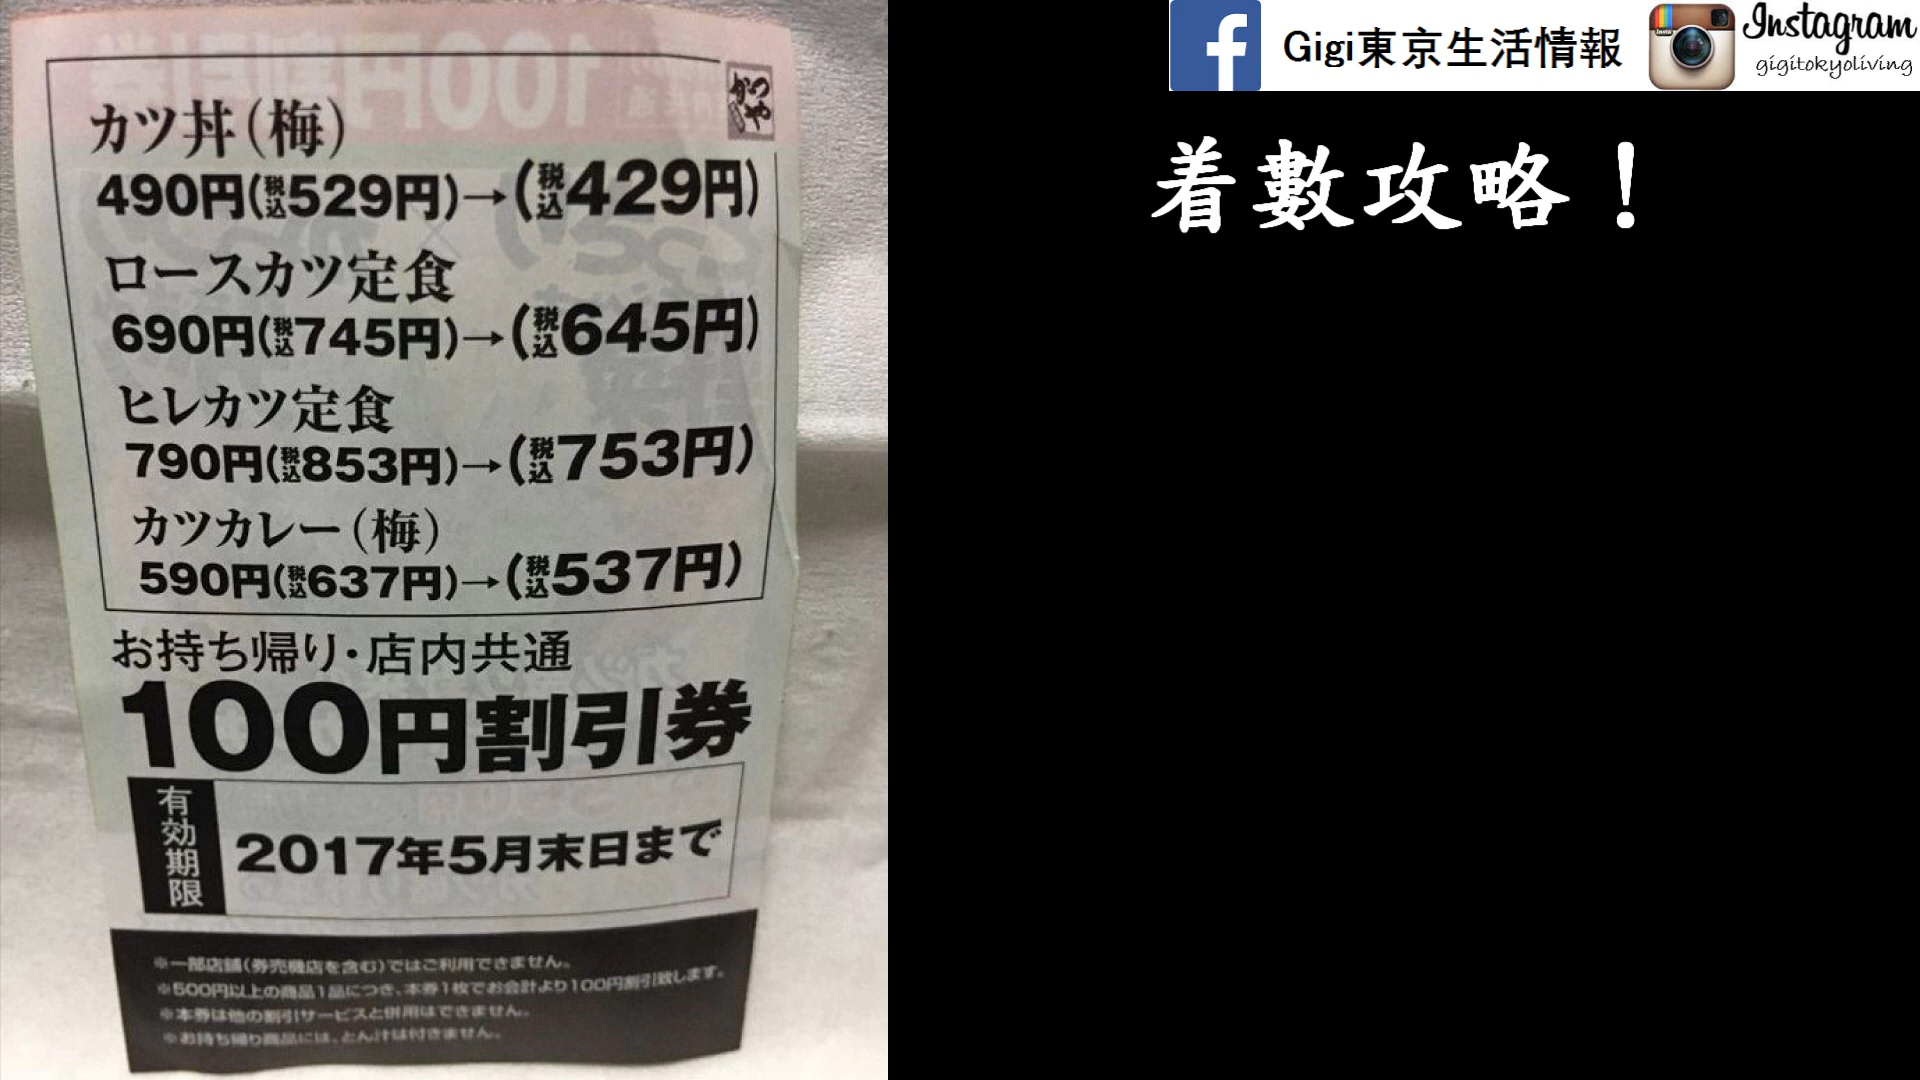 かつや
カツ丼(梅)
490円(税込529円)→(税込429円)
ロースカツ定食
690円(税込745円)→(税込645円)
ヒレカツ定食
790円(税込853円)→(税込753円)
カツカレー(梅)
590円(税込637円)→(税込537円)
お持ち帰り・店内共通
100円割引券
有効期限
2017年5月末日まで
※一部店舗(券売機店を含む)ではご利用できません。
※500円以上の商品1品につき、本券1枚でお会計より100円割引致します。
※本券は他の割引サービスと併用はできません。
※お持ち帰り商品には、とん汁は付きません。
Gigi東京生活情報
Instagram
gigitokyoliving
着數攻略！